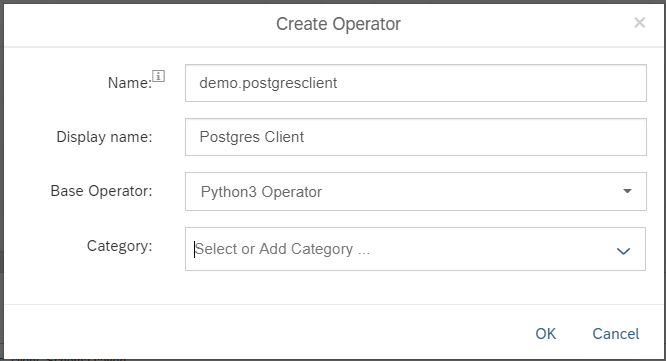 Create Operator ×
Name: i demo.postgresclient
Display name: Postgres Client
Base Operator: Python3 Operator
Category: Select or Add Category ...
OK Cancel